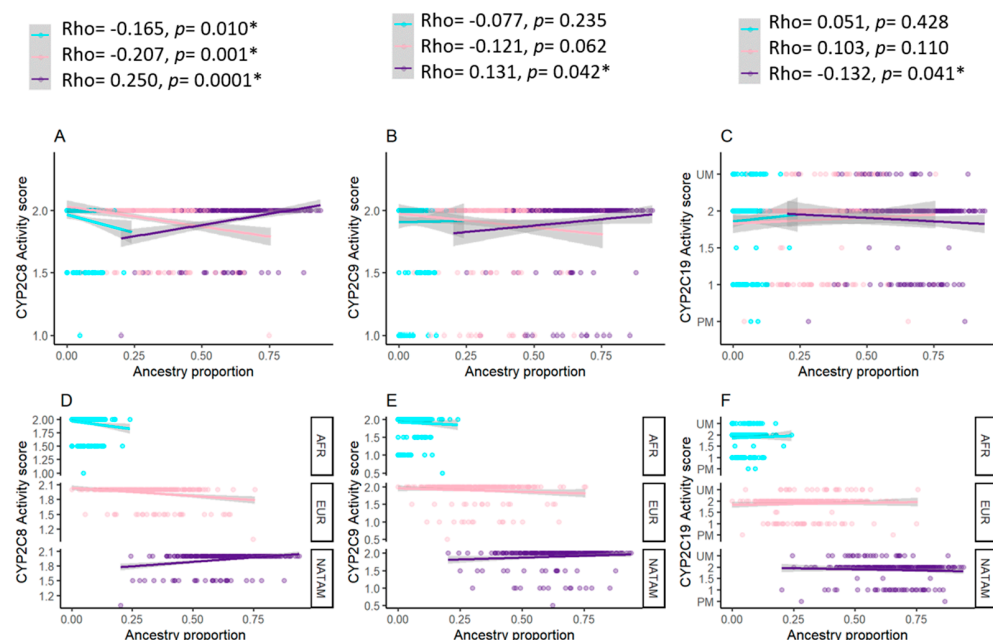 Rho= -0.165, p= 0.010*
Rho= -0.207, p= 0.001*
Rho= 0.250, p= 0.0001*
Rho= -0.077, p= 0.235
Rho= -0.121, p= 0.062
Rho= 0.131, p= 0.042*
Rho= 0.051, p= 0.428
Rho= 0.103, p= 0.110
Rho= -0.132, p= 0.041*
A
CYP2C8 Activity score
2.0
1.5
1.0
0.00 0.25 0.50 0.75
Ancestry proportion
B
CYP2C9 Activity score
2.0
1.5
1.0
0.00 0.25 0.50 0.75
Ancestry proportion
C
CYP2C19 Activity score
UM
2
1.5
1
PM
0.00 0.25 0.50 0.75
Ancestry proportion
D
CYP2C8 Activity score
2.00
1.75
1.50
1.25
1.00
AFR
2.1
1.8
1.5
1.2
EUR
2.1
1.8
1.5
1.2
NATAM
0.00 0.25 0.50 0.75
Ancestry proportion
E
CYP2C9 Activity score
2.0
1.5
1.0
0.5
AFR
2.0
1.5
1.0
0.5
EUR
2.0
1.5
1.0
0.5
NATAM
0.00 0.25 0.50 0.75
Ancestry proportion
F
CYP2C19 Activity score
UM
2
1.5
1
PM
AFR
UM
2
1.5
1
PM
EUR
UM
2
1.5
1
PM
NATAM
0.00 0.25 0.50 0.75
Ancestry proportion